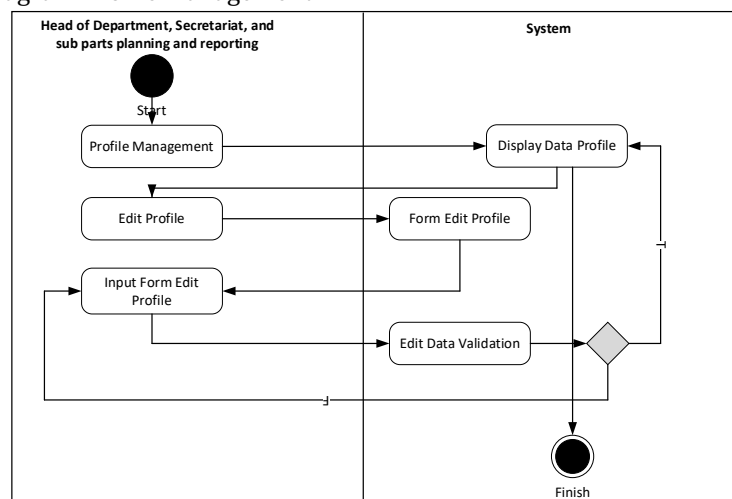 Head of Department, Secretariat, and
sub parts planning and reporting
System
Start
Profile Management
Display Data Profile
Edit Profile
Form Edit Profile
T
Input Form Edit
Profile
Edit Data Validation
F
Finish